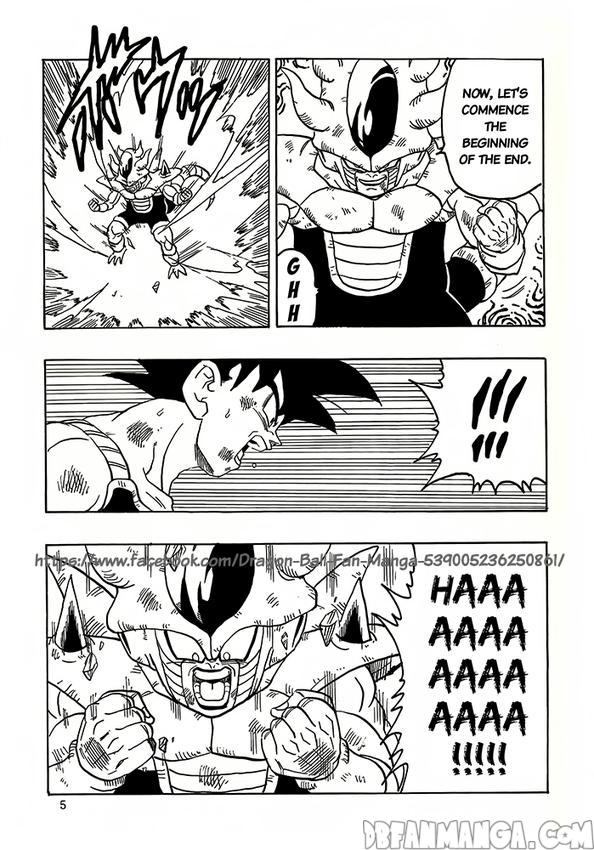 NOW, LET'S
COMMENCE
THE
BEGINNING
OF THE END.
GHH
!!!
!!!
https://www.facebook.com/Dragon-Ball-Fan-Manga-539005236250861/
HAAA
AAAA
AAAA
AAAA
!!!!!
5
DBFANMANGA.COM